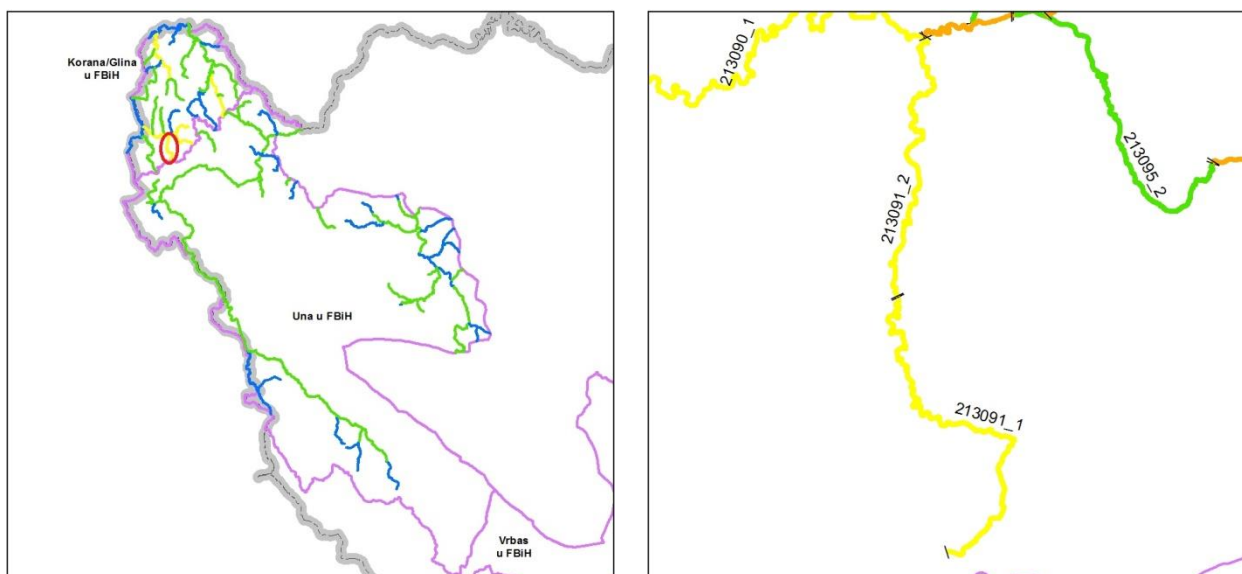 Korana/Glina
u FBiH
Una u FBiH
Vrbas
u FBiH
213090_1
213091_2
213095_2
213091_1